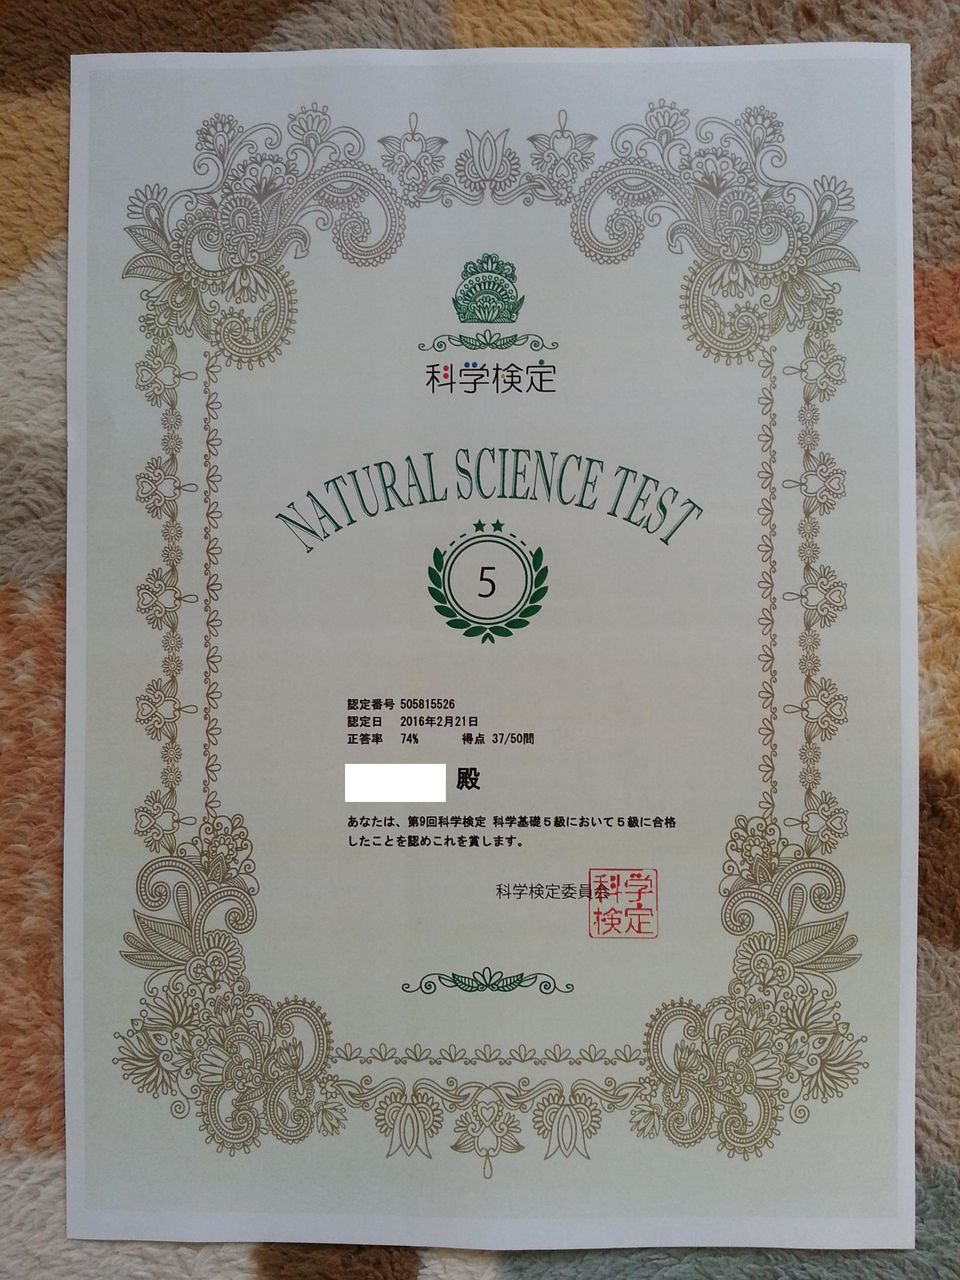 科学検定
NATURAL SCIENCE TEST
5
認定番号 505815526
認定日 2016年2月21日
正答率 74% 得点 37/50問
殿
あなたは、第9回科学検定 科学基礎５級において５級に合格
したことを認めこれを賞します。
科学検定委員会
科学
検定